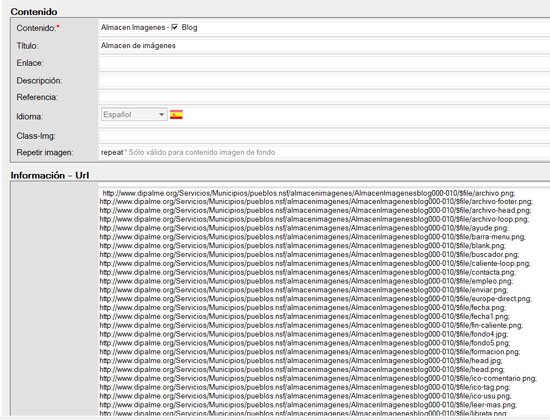 Contenido
Contenido:* Almacen Imagenes - Blog
Título: Almacen de imágenes
Enlace:
Descripción:
Referencia:
Idioma: Español
Class-Img:
Repetir imagen: repeat * Sólo válido para contenido imagen de fondo
Información - Url
http://www.dipalme.org/Servicios/Municipios/pueblos.nsf/almacenimagenes/AlmacenImagenesblog000-010/$file/archivo.png;
http://www.dipalme.org/Servicios/Municipios/pueblos.nsf/almacenimagenes/AlmacenImagenesblog000-010/$file/archivo-footer.png;
http://www.dipalme.org/Servicios/Municipios/pueblos.nsf/almacenimagenes/AlmacenImagenesblog000-010/$file/archivo-head.png;
http://www.dipalme.org/Servicios/Municipios/pueblos.nsf/almacenimagenes/AlmacenImagenesblog000-010/$file/archivo-loop.png;
http://www.dipalme.org/Servicios/Municipios/pueblos.nsf/almacenimagenes/AlmacenImagenesblog000-010/$file/ayude.png;
http://www.dipalme.org/Servicios/Municipios/pueblos.nsf/almacenimagenes/AlmacenImagenesblog000-010/$file/barra-menu.png;
http://www.dipalme.org/Servicios/Municipios/pueblos.nsf/almacenimagenes/AlmacenImagenesblog000-010/$file/blank.png;
http://www.dipalme.org/Servicios/Municipios/pueblos.nsf/almacenimagenes/AlmacenImagenesblog000-010/$file/buscador.png;
http://www.dipalme.org/Servicios/Municipios/pueblos.nsf/almacenimagenes/AlmacenImagenesblog000-010/$file/caliente-loop.png;
http://www.dipalme.org/Servicios/Municipios/pueblos.nsf/almacenimagenes/AlmacenImagenesblog000-010/$file/contacta.png;
http://www.dipalme.org/Servicios/Municipios/pueblos.nsf/almacenimagenes/AlmacenImagenesblog000-010/$file/empleo.png;
http://www.dipalme.org/Servicios/Municipios/pueblos.nsf/almacenimagenes/AlmacenImagenesblog000-010/$file/enviar.png;
http://www.dipalme.org/Servicios/Municipios/pueblos.nsf/almacenimagenes/AlmacenImagenesblog000-010/$file/europe-direct.png;
http://www.dipalme.org/Servicios/Municipios/pueblos.nsf/almacenimagenes/AlmacenImagenesblog000-010/$file/fecha.png;
http://www.dipalme.org/Servicios/Municipios/pueblos.nsf/almacenimagenes/AlmacenImagenesblog000-010/$file/fecha1.png;
http://www.dipalme.org/Servicios/Municipios/pueblos.nsf/almacenimagenes/AlmacenImagenesblog000-010/$file/fin-caliente.png;
http://www.dipalme.org/Servicios/Municipios/pueblos.nsf/almacenimagenes/AlmacenImagenesblog000-010/$file/fondo4.jpg;
http://www.dipalme.org/Servicios/Municipios/pueblos.nsf/almacenimagenes/AlmacenImagenesblog000-010/$file/fondo5.png;
http://www.dipalme.org/Servicios/Municipios/pueblos.nsf/almacenimagenes/AlmacenImagenesblog000-010/$file/formacion.png;
http://www.dipalme.org/Servicios/Municipios/pueblos.nsf/almacenimagenes/AlmacenImagenesblog000-010/$file/head.jpg;
http://www.dipalme.org/Servicios/Municipios/pueblos.nsf/almacenimagenes/AlmacenImagenesblog000-010/$file/head.png;
http://www.dipalme.org/Servicios/Municipios/pueblos.nsf/almacenimagenes/AlmacenImagenesblog000-010/$file/ico-comentario.png;
http://www.dipalme.org/Servicios/Municipios/pueblos.nsf/almacenimagenes/AlmacenImagenesblog000-010/$file/ico-tag.png;
http://www.dipalme.org/Servicios/Municipios/pueblos.nsf/almacenimagenes/AlmacenImagenesblog000-010/$file/ico-usu.png;
http://www.dipalme.org/Servicios/Municipios/pueblos.nsf/almacenimagenes/AlmacenImagenesblog000-010/$file/leer-mas.png;